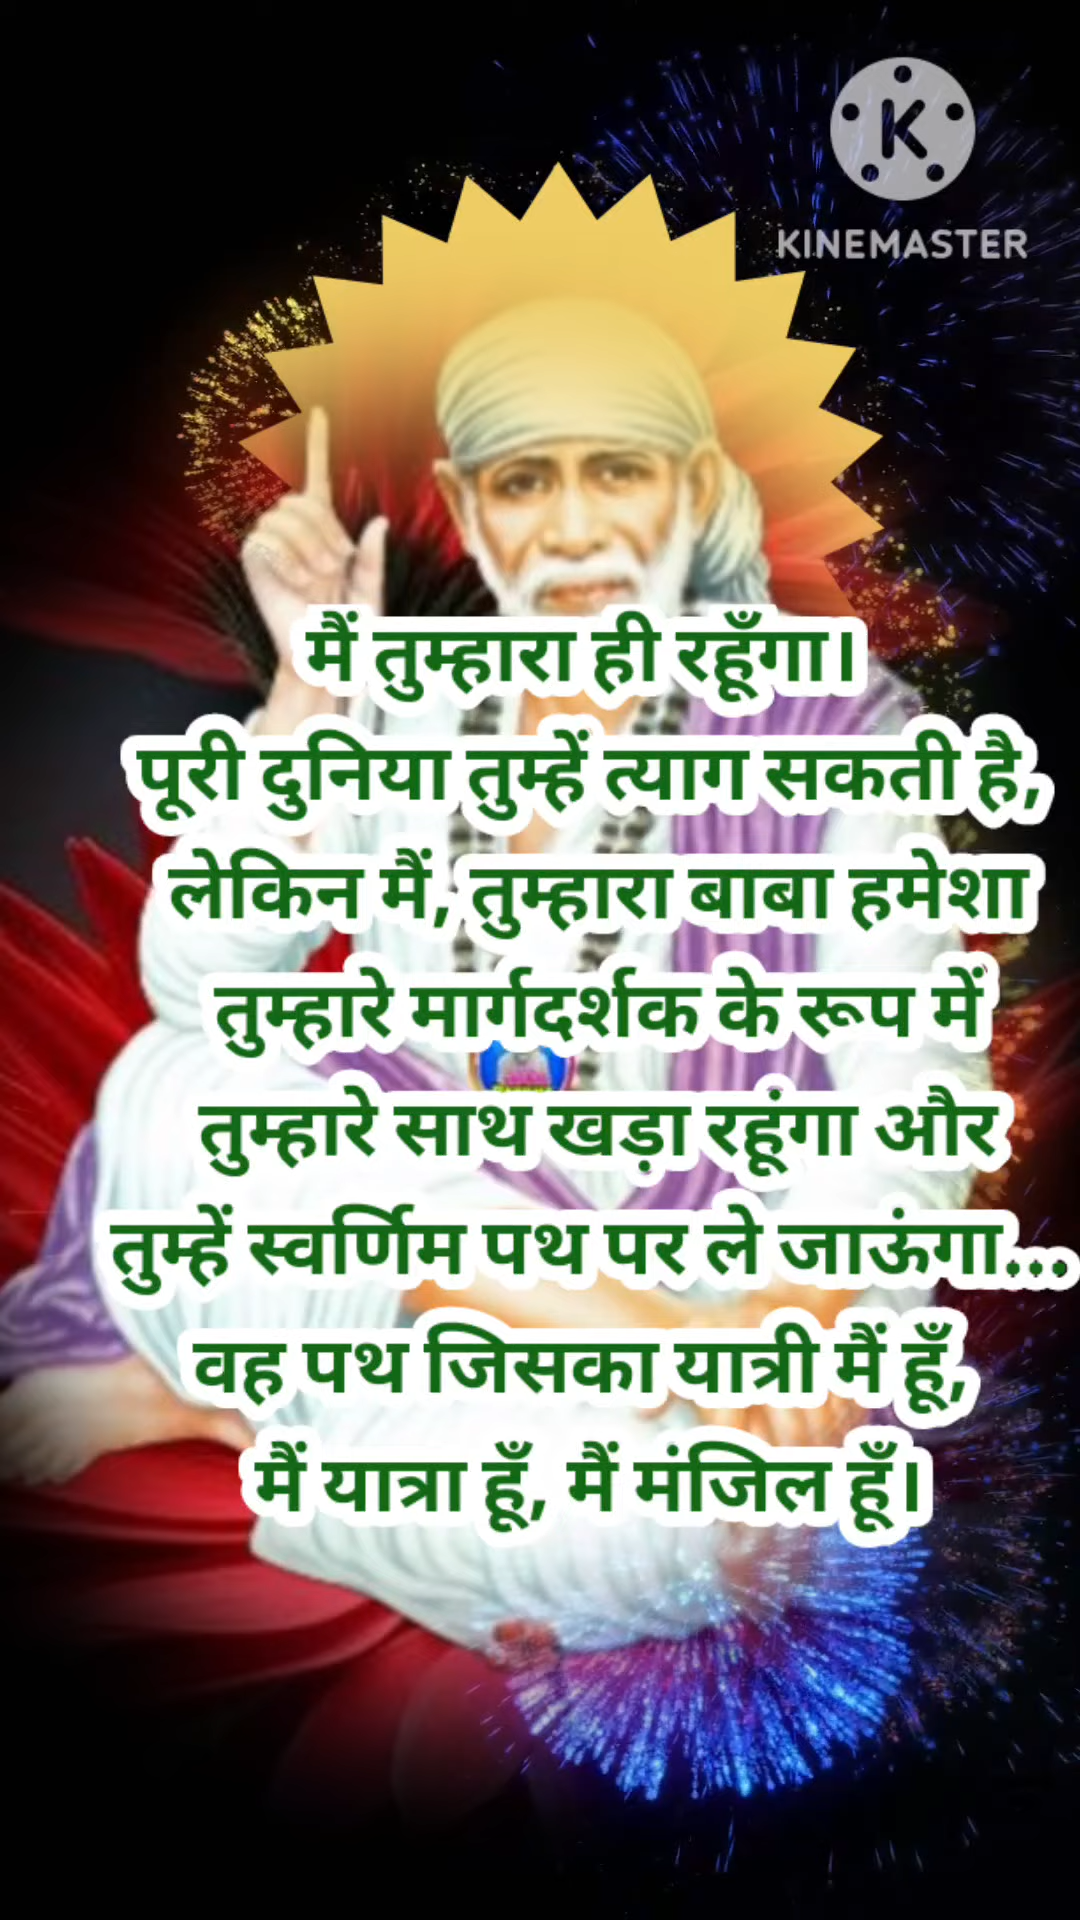 K
KINEMASTER
मैं तुम्हारा ही रहूँगा।
पूरी दुनिया तुम्हें त्याग सकती है,
लेकिन मैं, तुम्हारा बाबा हमेशा
तुम्हारे मार्गदर्शक के रूप में
तुम्हारे साथ खड़ा रहूंगा और
तुम्हें स्वर्णिम पथ पर ले जाऊंगा...
वह पथ जिसका यात्री मैं हूँ,
मैं यात्रा हूँ, मैं मंजिल हूँ।